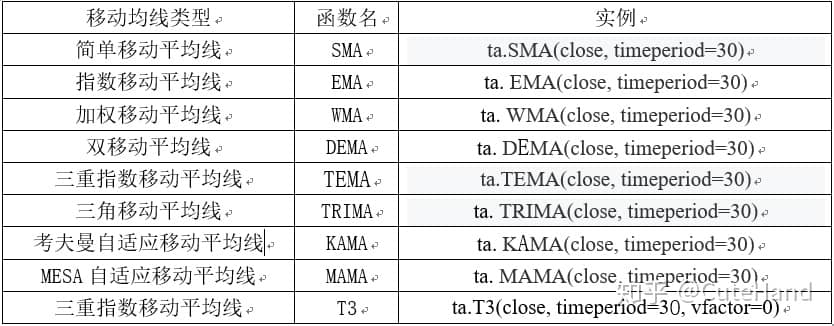 移动均线类型 函数名 实例
简单移动平均线 SMA ta.SMA(close, timeperiod=30)
指数移动平均线 EMA ta. EMA(close, timeperiod=30)
加权移动平均线 WMA ta. WMA(close, timeperiod=30)
双移动平均线 DEMA ta. DEMA(close, timeperiod=30)
三重指数移动平均线 TEMA ta.TEMA(close, timeperiod=30)
三角移动平均线 TRIMA ta. TRIMA(close, timeperiod=30)
考夫曼自适应移动平均线 KAMA ta. KAMA(close, timeperiod=30)
MESA 自适应移动平均线 MAMA ta. MAMA(close, timeperiod=30)
三重指数移动平均线 T3 ta.T3(close, timeperiod=30, vfactor=0)
知乎 @CuteHand